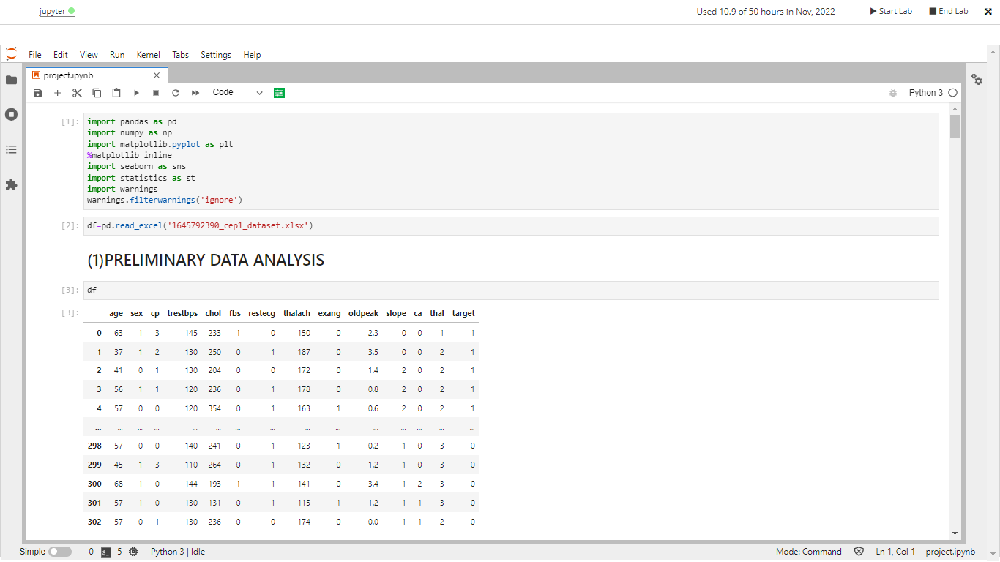 jupyter
Used 10.9 of 50 hours in Nov, 2022
Start Lab
End Lab
File Edit View Run Kernel Tabs Settings Help
project.ipynb
Code
Python 3
[1]: import pandas as pd
import numpy as np
import matplotlib.pyplot as plt
%matplotlib inline
import seaborn as sns
import statistics as st
import warnings
warnings.filterwarnings('ignore')
[2]: df=pd.read_excel('1645792390_cep1_dataset.xlsx')
(1)PRELIMINARY DATA ANALYSIS
[3]: df
[3]: age sex cp trestbps chol fbs restecg thalach exang oldpeak slope ca thal target
0 63 1 3 145 233 1 0 150 0 2.3 0 0 1 1
1 37 1 2 130 250 0 1 187 0 3.5 0 0 2 1
2 41 0 1 130 204 0 0 172 0 1.4 2 0 2 1
3 56 1 1 120 236 0 1 178 0 0.8 2 0 2 1
4 57 0 0 120 354 0 1 163 1 0.6 2 0 2 1
... ... ... ... ... ... ... ... ... ... ... ... ... ... ...
298 57 0 0 140 241 0 1 123 1 0.2 1 0 3 0
299 45 1 3 110 264 0 1 132 0 1.2 1 0 3 0
300 68 1 0 144 193 1 1 141 0 3.4 1 2 3 0
301 57 1 0 130 131 0 1 115 1 1.2 1 1 3 0
302 57 0 1 130 236 0 0 174 0 0.0 1 1 2 0
Simple 0 5 Python 3 | Idle Mode: Command Ln 1, Col 1 project.ipynb